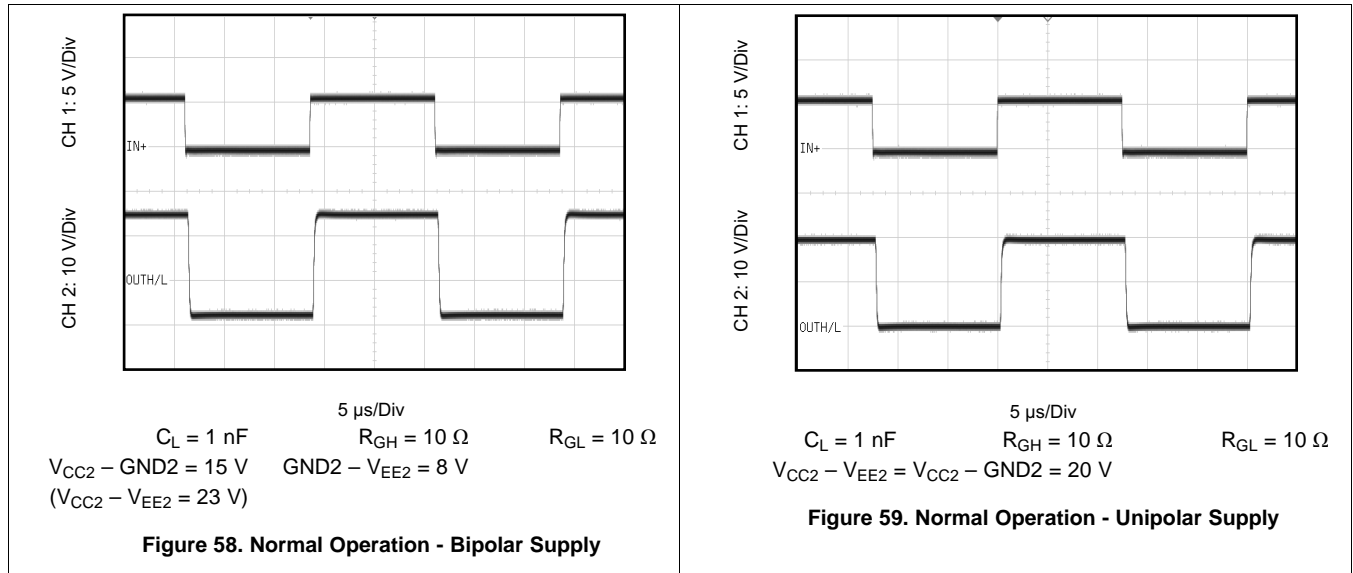 CH 1: 5 V/Div
CH 2: 10 V/Div
IN+
OUTH/L
5 μs/Div
C_L = 1 nF R_GH = 10 Ω R_GL = 10 Ω
V_CC2 – GND2 = 15 V GND2 – V_EE2 = 8 V
(V_CC2 – V_EE2 = 23 V)
Figure 58. Normal Operation - Bipolar Supply
CH 1: 5 V/Div
CH 2: 10 V/Div
IN+
OUTH/L
5 μs/Div
C_L = 1 nF R_GH = 10 Ω R_GL = 10 Ω
V_CC2 – V_EE2 = V_CC2 – GND2 = 20 V
Figure 59. Normal Operation - Unipolar Supply